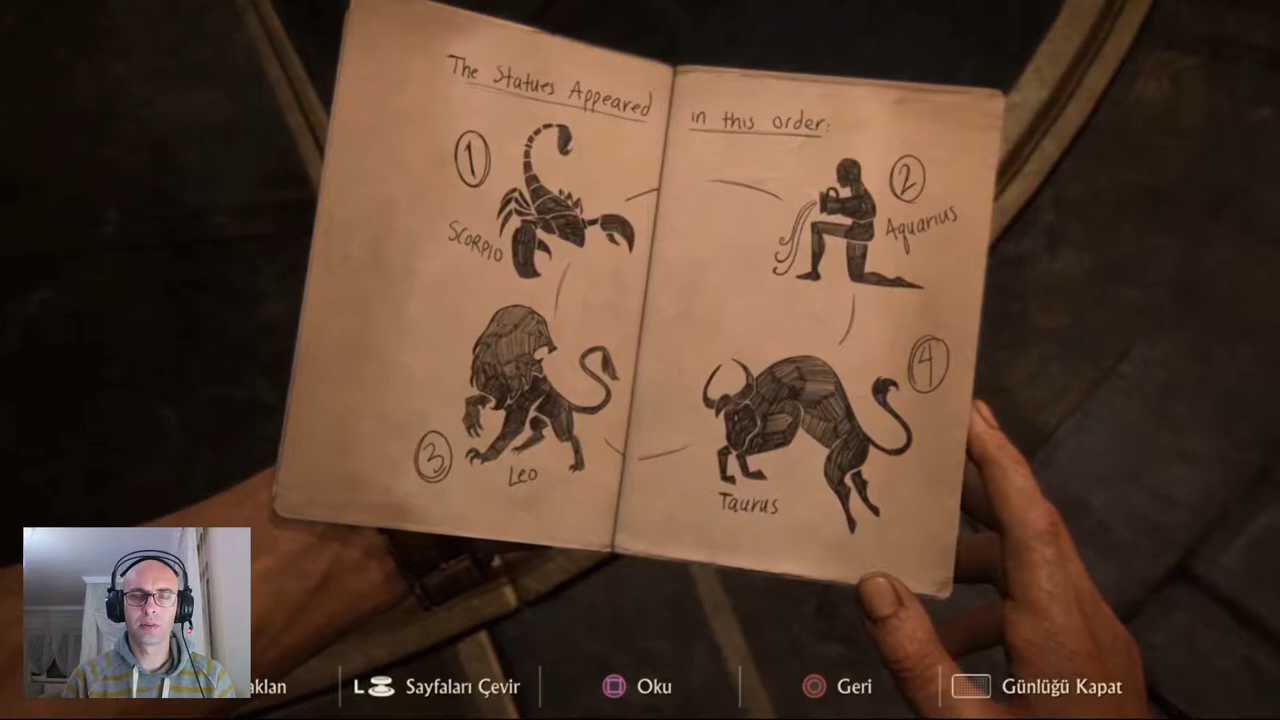 The Statues Appeared
in this order:
1
SCORPIO
2
Aquarius
3
Leo
4
Taurus
L Sayfaları Çevir
Oku
Geri
Günlüğü Kapat